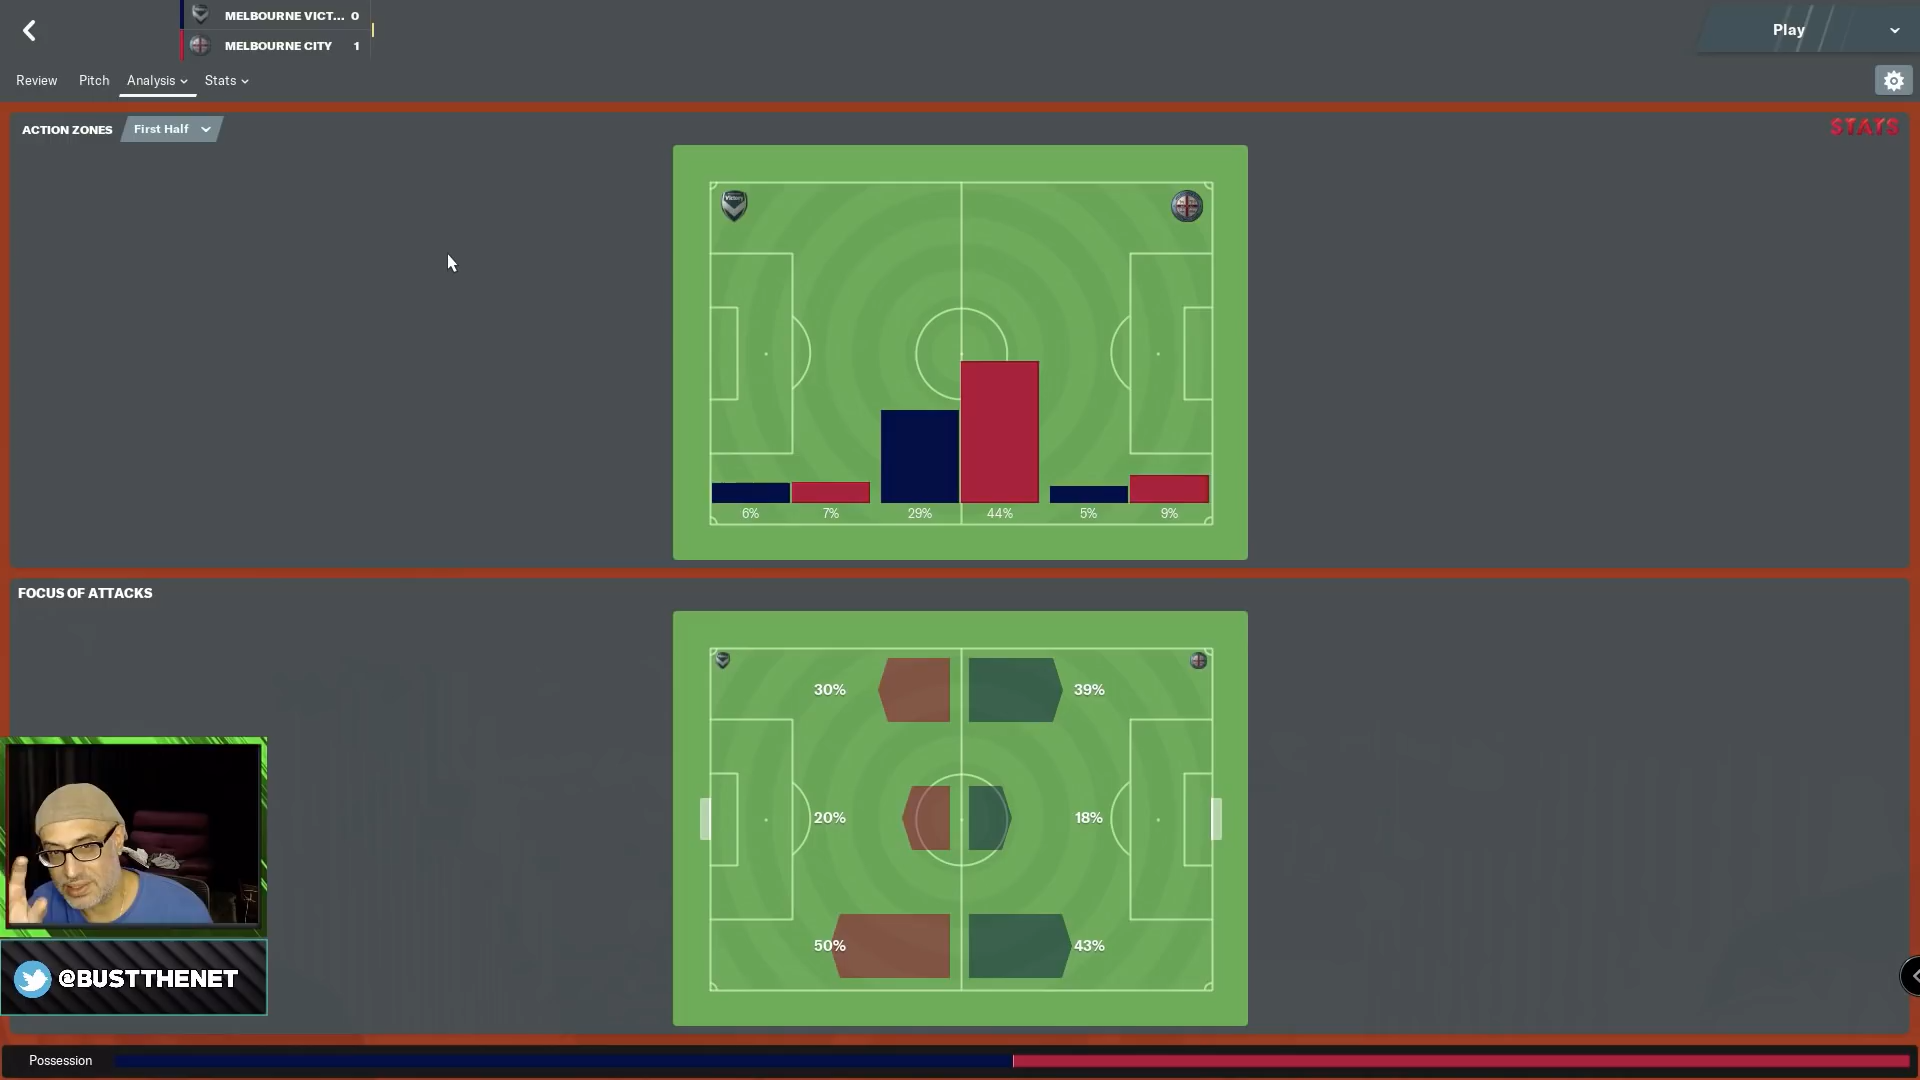 MELBOURNE VICT... 0
MELBOURNE CITY 1
Play
Review Pitch Analysis Stats
ACTION ZONES First Half
STATS
6% 7% 29% 44% 5% 9%
FOCUS OF ATTACKS
30% 39%
20% 18%
50% 43%
@BUSTTHENET
Possession